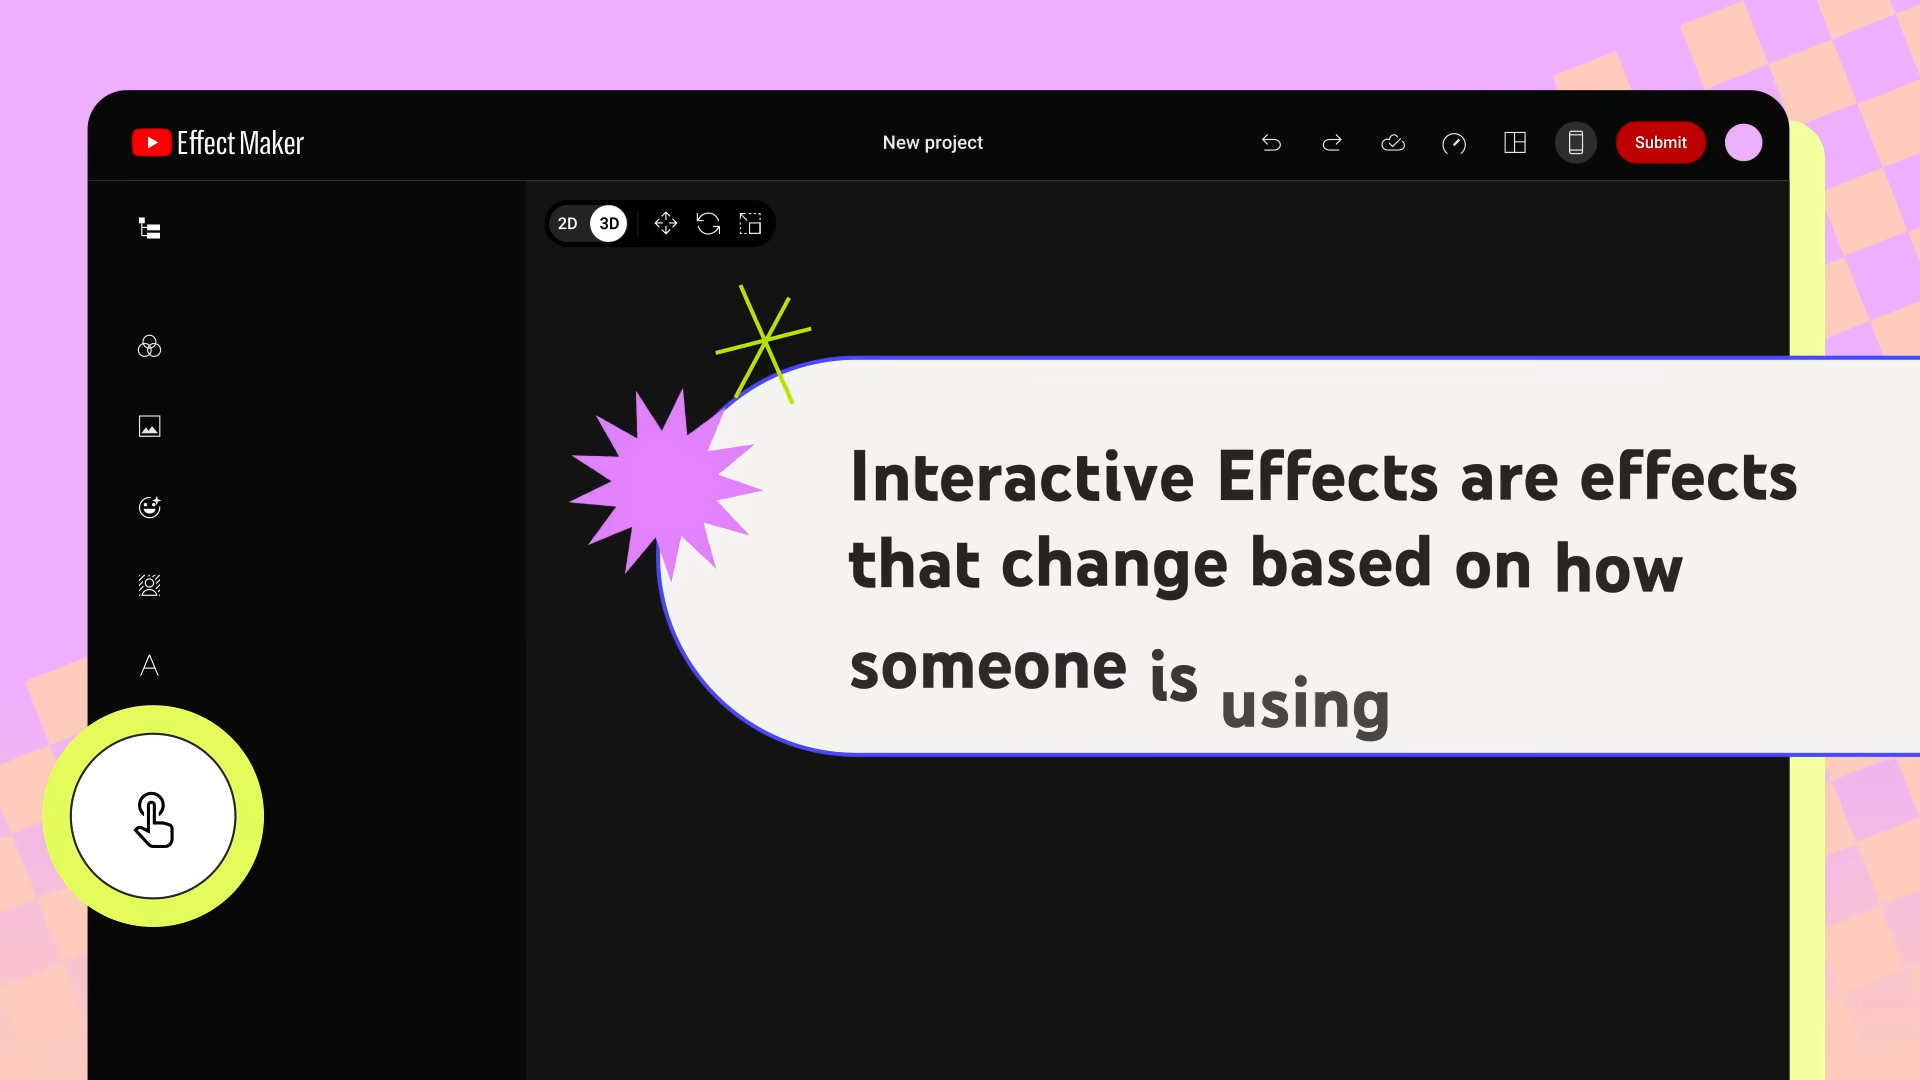 Effect Maker
New project
Submit
2D 3D
Interactive Effects are effects
that change based on how
someone is using